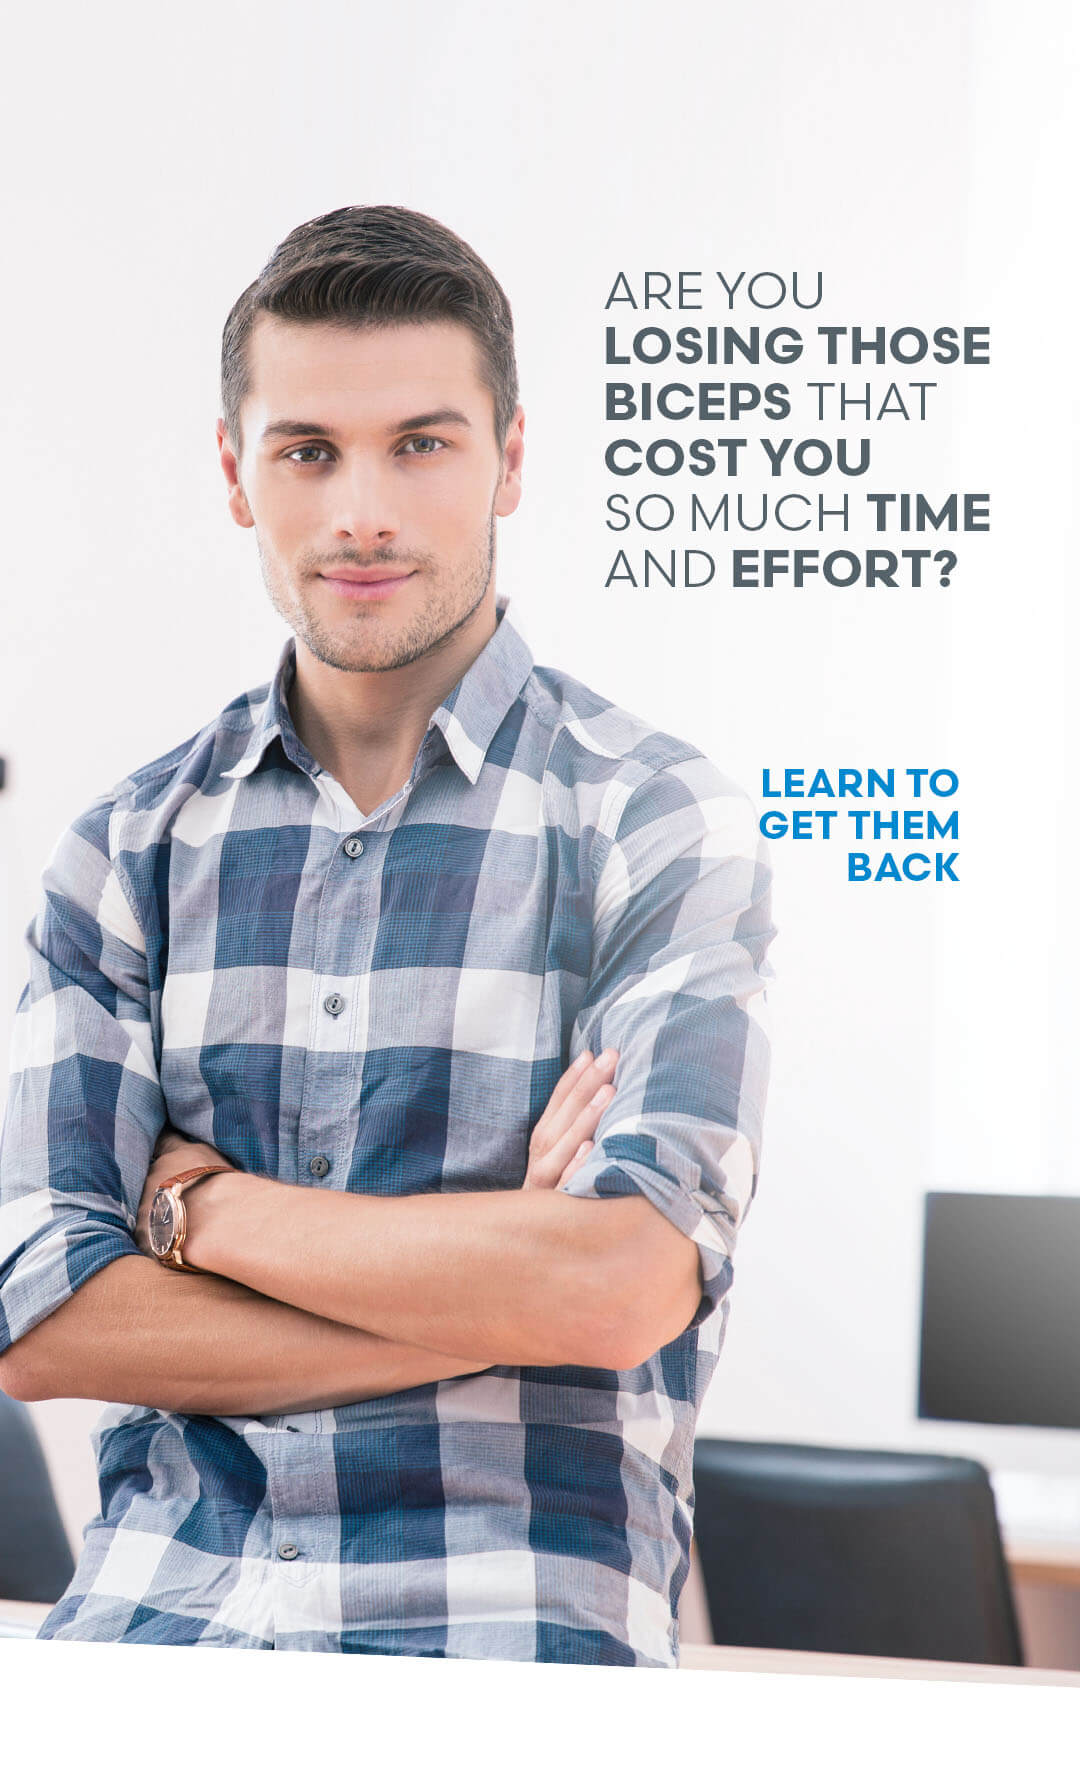 ARE YOU
LOSING THOSE
BICEPS THAT
COST YOU
SO MUCH TIME
AND EFFORT?
LEARN TO
GET THEM
BACK